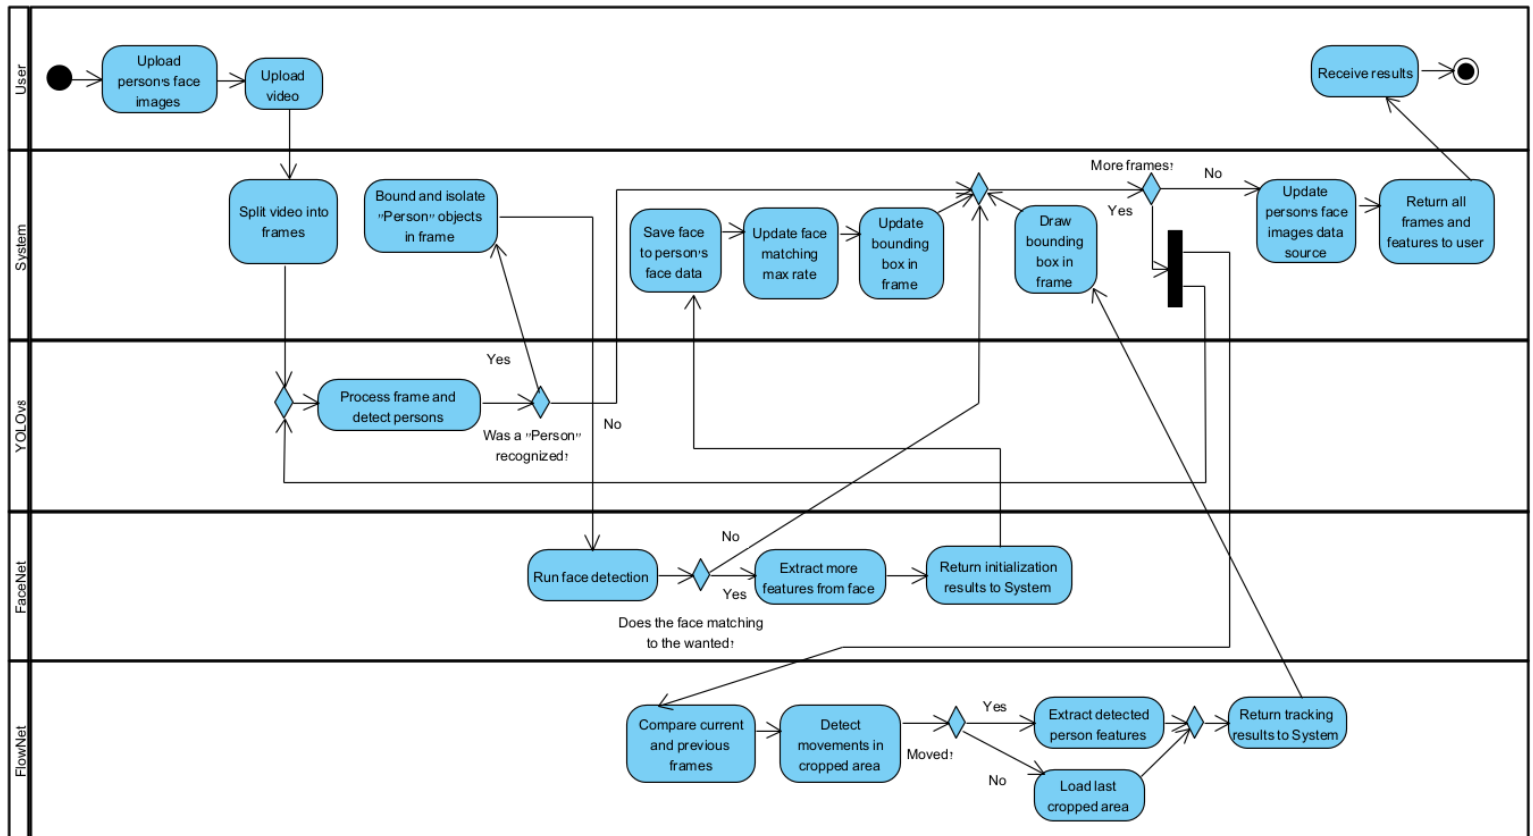 User
Upload
person's face
images
Upload
video
Receive results
System
Split video into
frames
Bound and isolate
"Person" objects
in frame
Save face
to person's
face data
Update face
matching
max rate
Update
bounding
box in
frame
Draw
bounding
box in
frame
More frames?
No
Yes
Update
person's face
images data
source
Return all
frames and
features to user
YOLOvs
Process frame and
detect persons
Yes
Was a "Person"
recognized?
No
FaceNet
Run face detection
No
Yes
Does the face matching
to the wanted?
Extract more
features from face
Return initialization
results to System
FlowNet
Compare current
and previous
frames
Detect
movements in
cropped area
Moved?
Yes
No
Extract detected
person features
Load last
cropped area
Return tracking
results to System